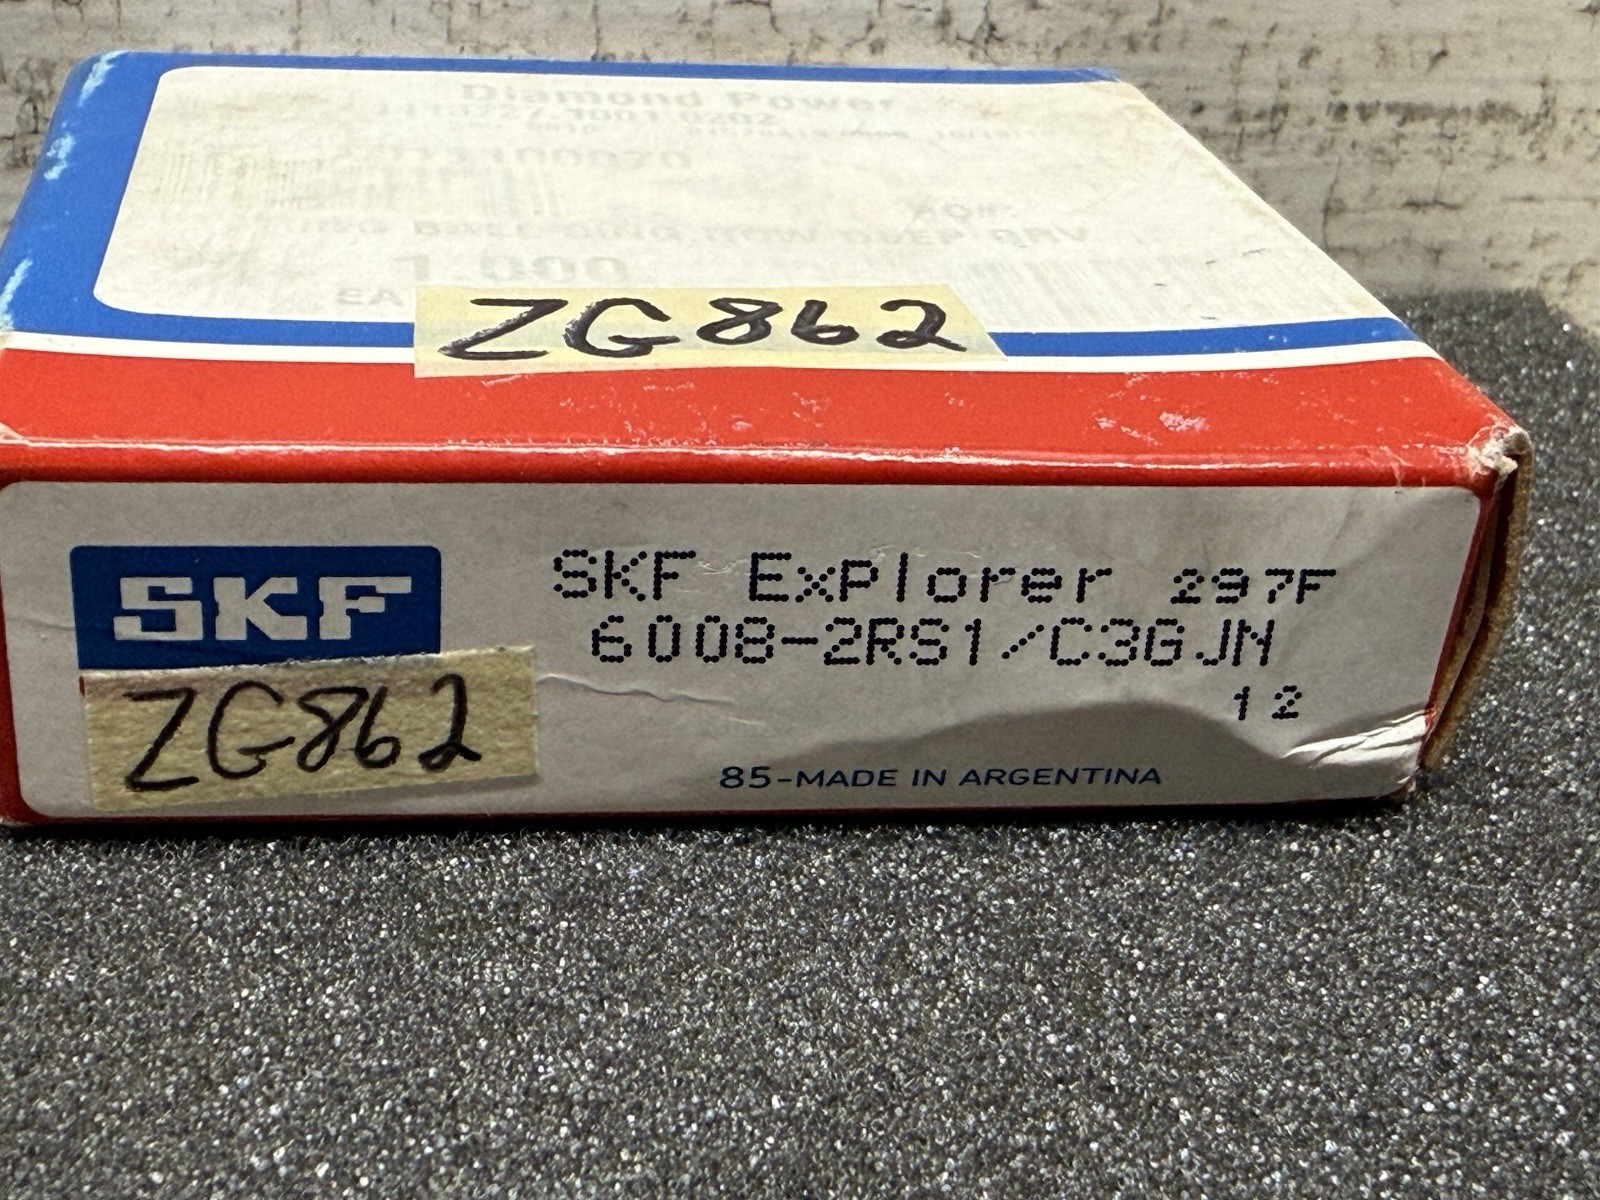 Diamond Power
1.000
EA
ZG862
SKF
SKF Explorer 297F
6008-2RS1/C3GJN
12
ZG862
85-MADE IN ARGENTINA